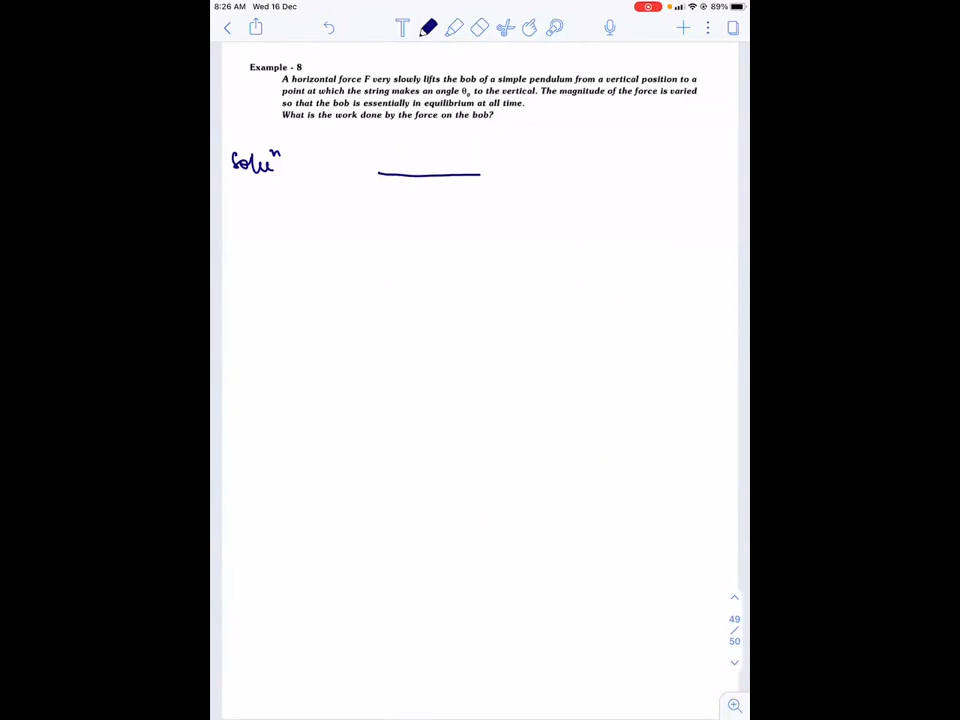 8:26 AM Wed 16 Dec
89%
T
Example - 8
A horizontal force F very slowly lifts the bob of a simple pendulum from a vertical position to a
point at which the string makes an angle θ₀ to the vertical. The magnitude of the force is varied
so that the bob is essentially in equilibrium at all time.
What is the work done by the force on the bob?
Soluⁿ
49
/
50